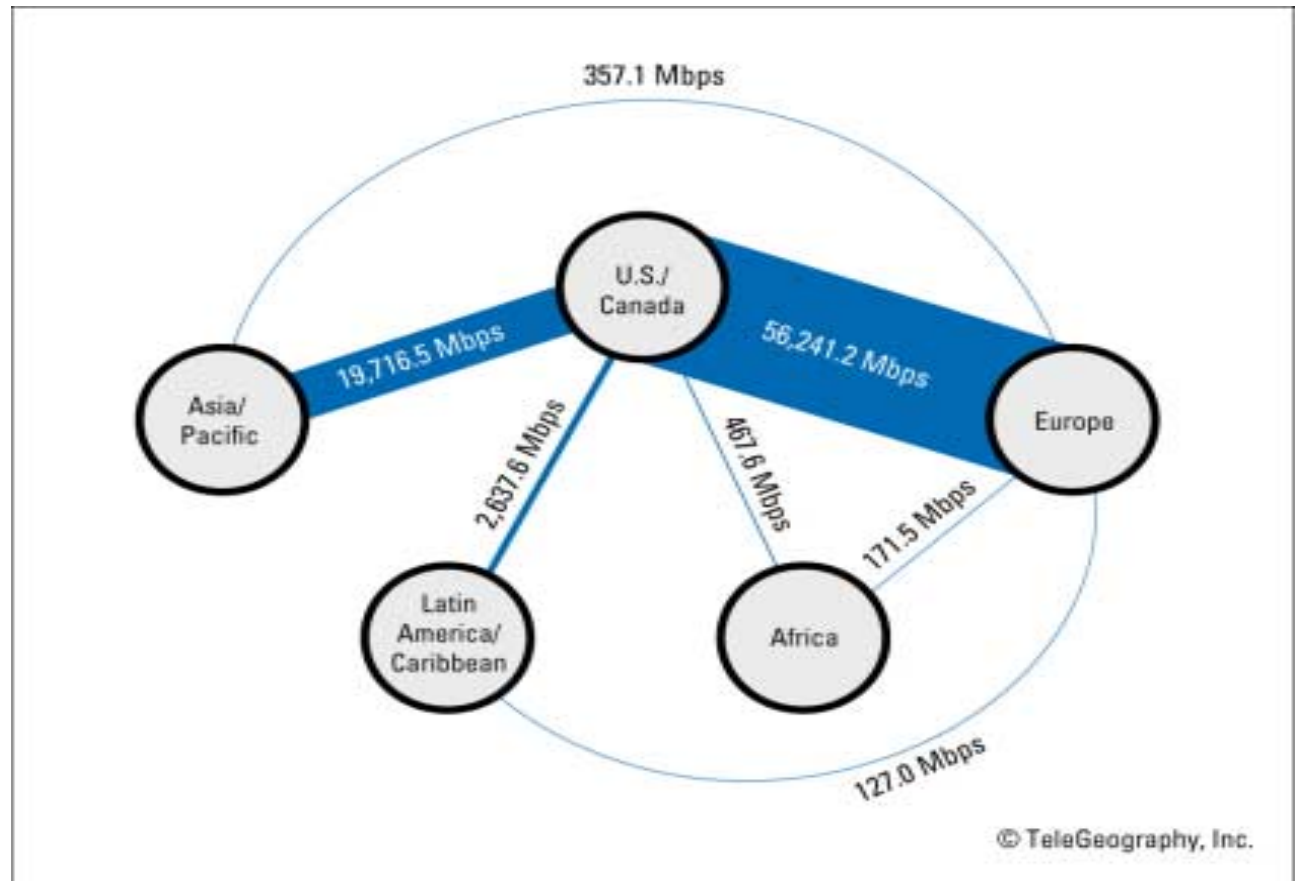 357.1 Mbps
U.S./
Canada
56,241.2 Mbps
19,716.5 Mbps
Asia/
Pacific
Europe
2,637.6 Mbps
467.6 Mbps
171.5 Mbps
Latin
America/
Caribbean
Africa
127.0 Mbps
© TeleGeography, Inc.